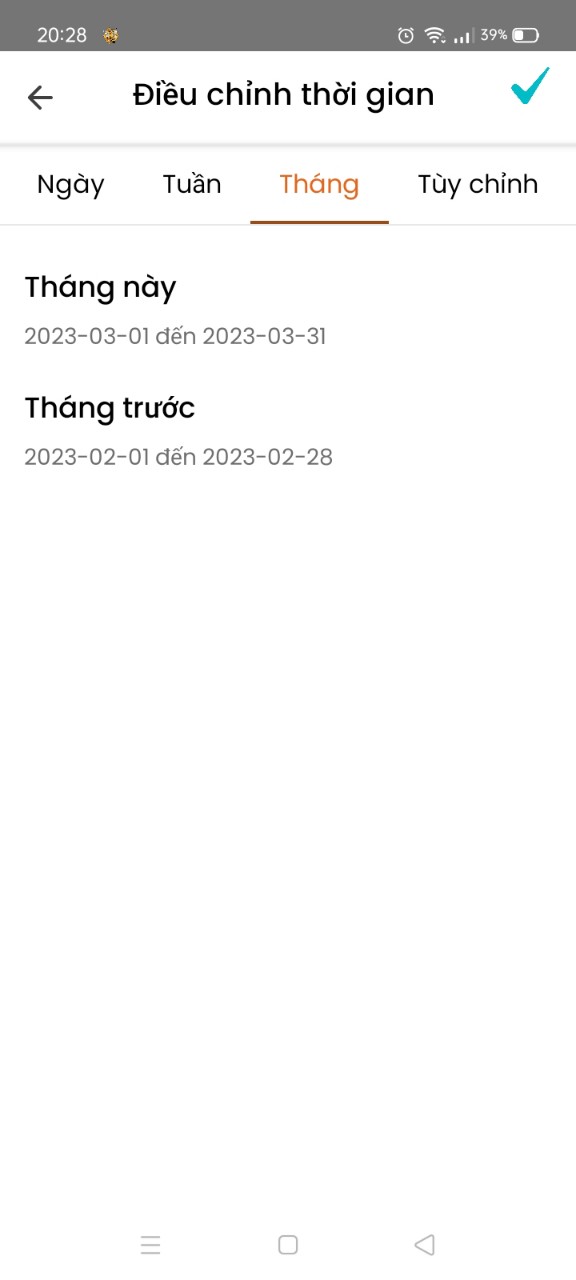 20:28
39%
Điều chỉnh thời gian
Ngày Tuần Tháng Tùy chỉnh
Tháng này
2023-03-01 đến 2023-03-31
Tháng trước
2023-02-01 đến 2023-02-28